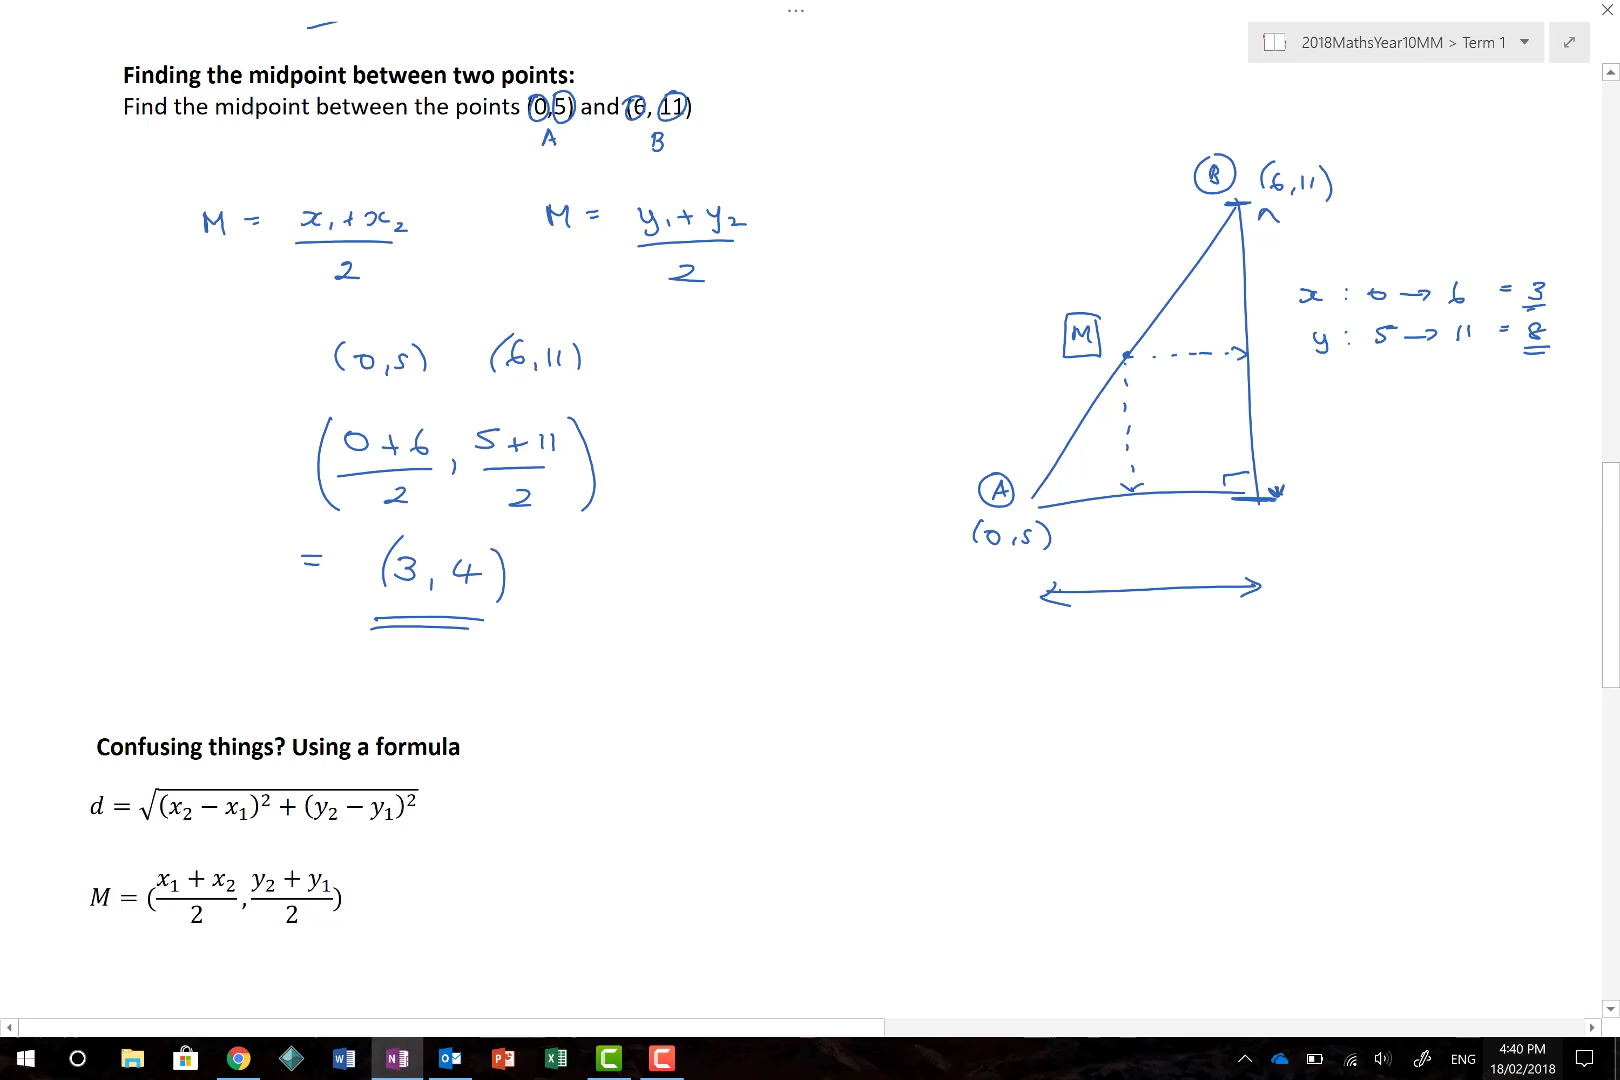 2018MathsYear10MM > Term 1
Finding the midpoint between two points:
Find the midpoint between the points (0,5) and (6, 11)
A B
M = x₁ + x₂ / 2
M = y₁ + y₂ / 2
(0,5) (6,11)
(0+6 / 2, 5+11 / 2)
= (3, 4)
B (6,11)
M
A
(0,5)
x : 0 → 6 = 3
y : 5 → 11 = 8
Confusing things? Using a formula
d = √(x₂ − x₁)² + (y₂ − y₁)²
M = (x₁ + x₂ / 2, y₂ + y₁ / 2)
ENG
4:40 PM
18/02/2018